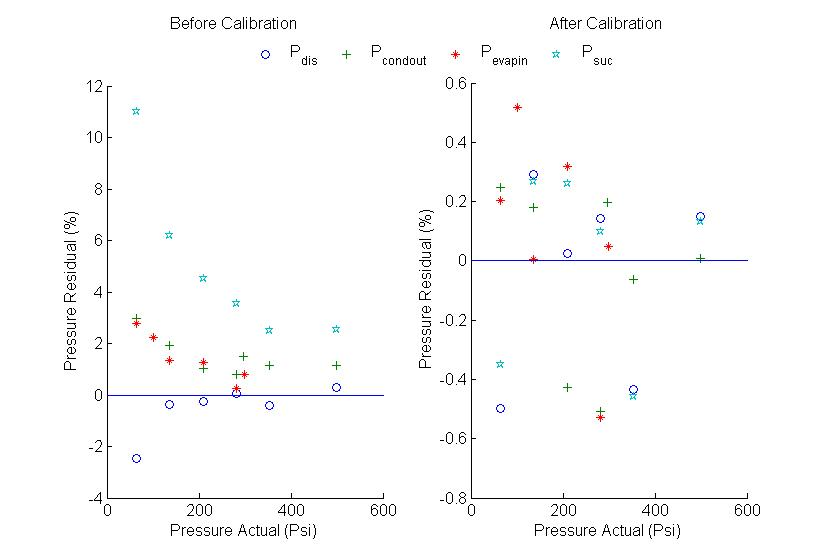 Before Calibration
After Calibration
P_dis P_condout P_evapin P_suc
12
10
8
6
4
2
0
-2
-4
0 200 400 600
Pressure Residual (%)
Pressure Actual (Psi)
0.6
0.4
0.2
0
-0.2
-0.4
-0.6
-0.8
0 200 400 600
Pressure Residual (%)
Pressure Actual (Psi)